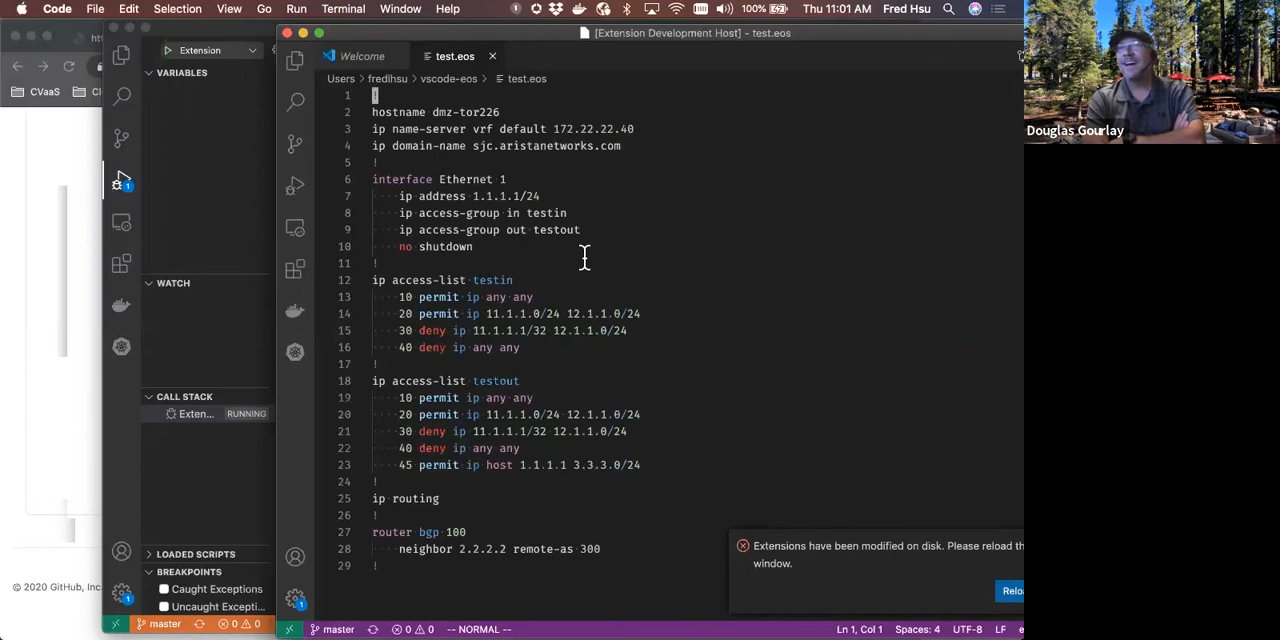 Code File Edit Selection View Go Run Terminal Window Help 100% Thu 11:01 AM Fred Hsu
[Extension Development Host] - test.eos
Extension
Welcome test.eos
VARIABLES
Users > fredlhsu > vscode-eos > test.eos
CVaaS
1 !
2 hostname dmz-tor226
3 ip name-server vrf default 172.22.22.40
4 ip domain-name sjc.aristanetworks.com
5 !
6 interface Ethernet 1
7 ip address 1.1.1.1/24
8 ip access-group in testin
9 ip access-group out testout
10 no shutdown
11 !
12 ip access-list testin
13 10 permit ip any any
14 20 permit ip 11.1.1.0/24 12.1.1.0/24
15 30 deny ip 11.1.1.1/32 12.1.1.0/24
16 40 deny ip any any
17 !
18 ip access-list testout
19 10 permit ip any any
20 20 permit ip 11.1.1.0/24 12.1.1.0/24
21 30 deny ip 11.1.1.1/32 12.1.1.0/24
22 40 deny ip any any
23 45 permit ip host 1.1.1.1 3.3.3.0/24
24 !
25 ip routing
26 !
27 router bgp 100
28 neighbor 2.2.2.2 remote-as 300
29 !
WATCH
CALL STACK
Exten... RUNNING
LOADED SCRIPTS
BREAKPOINTS
Caught Exceptions
Uncaught Excepti...
© 2020 GitHub, Inc.
Extensions have been modified on disk. Please reload th
window.
Reloa
master 0 0
master 0 0 -- NORMAL -- Ln 1, Col 1 Spaces: 4 UTF-8 LF
Douglas Gourlay